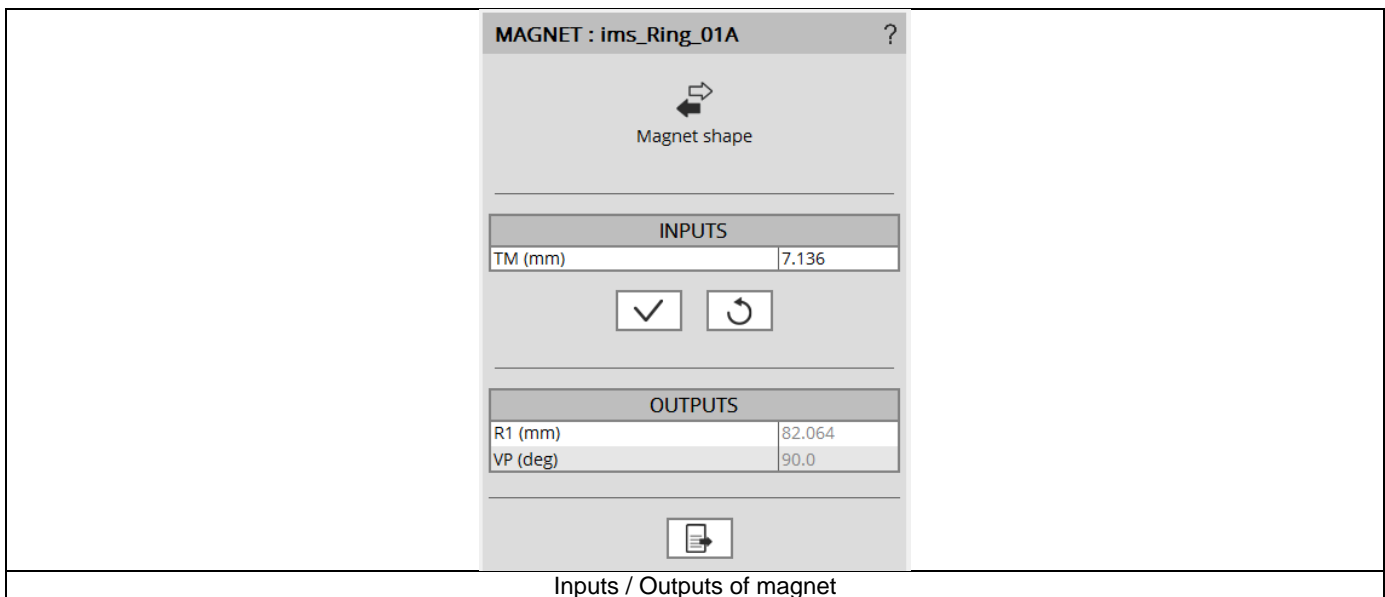 MAGNET : ims_Ring_01A ?
Magnet shape
INPUTS
TM (mm) 7.136
OUTPUTS
R1 (mm) 82.064
VP (deg) 90.0
Inputs / Outputs of magnet